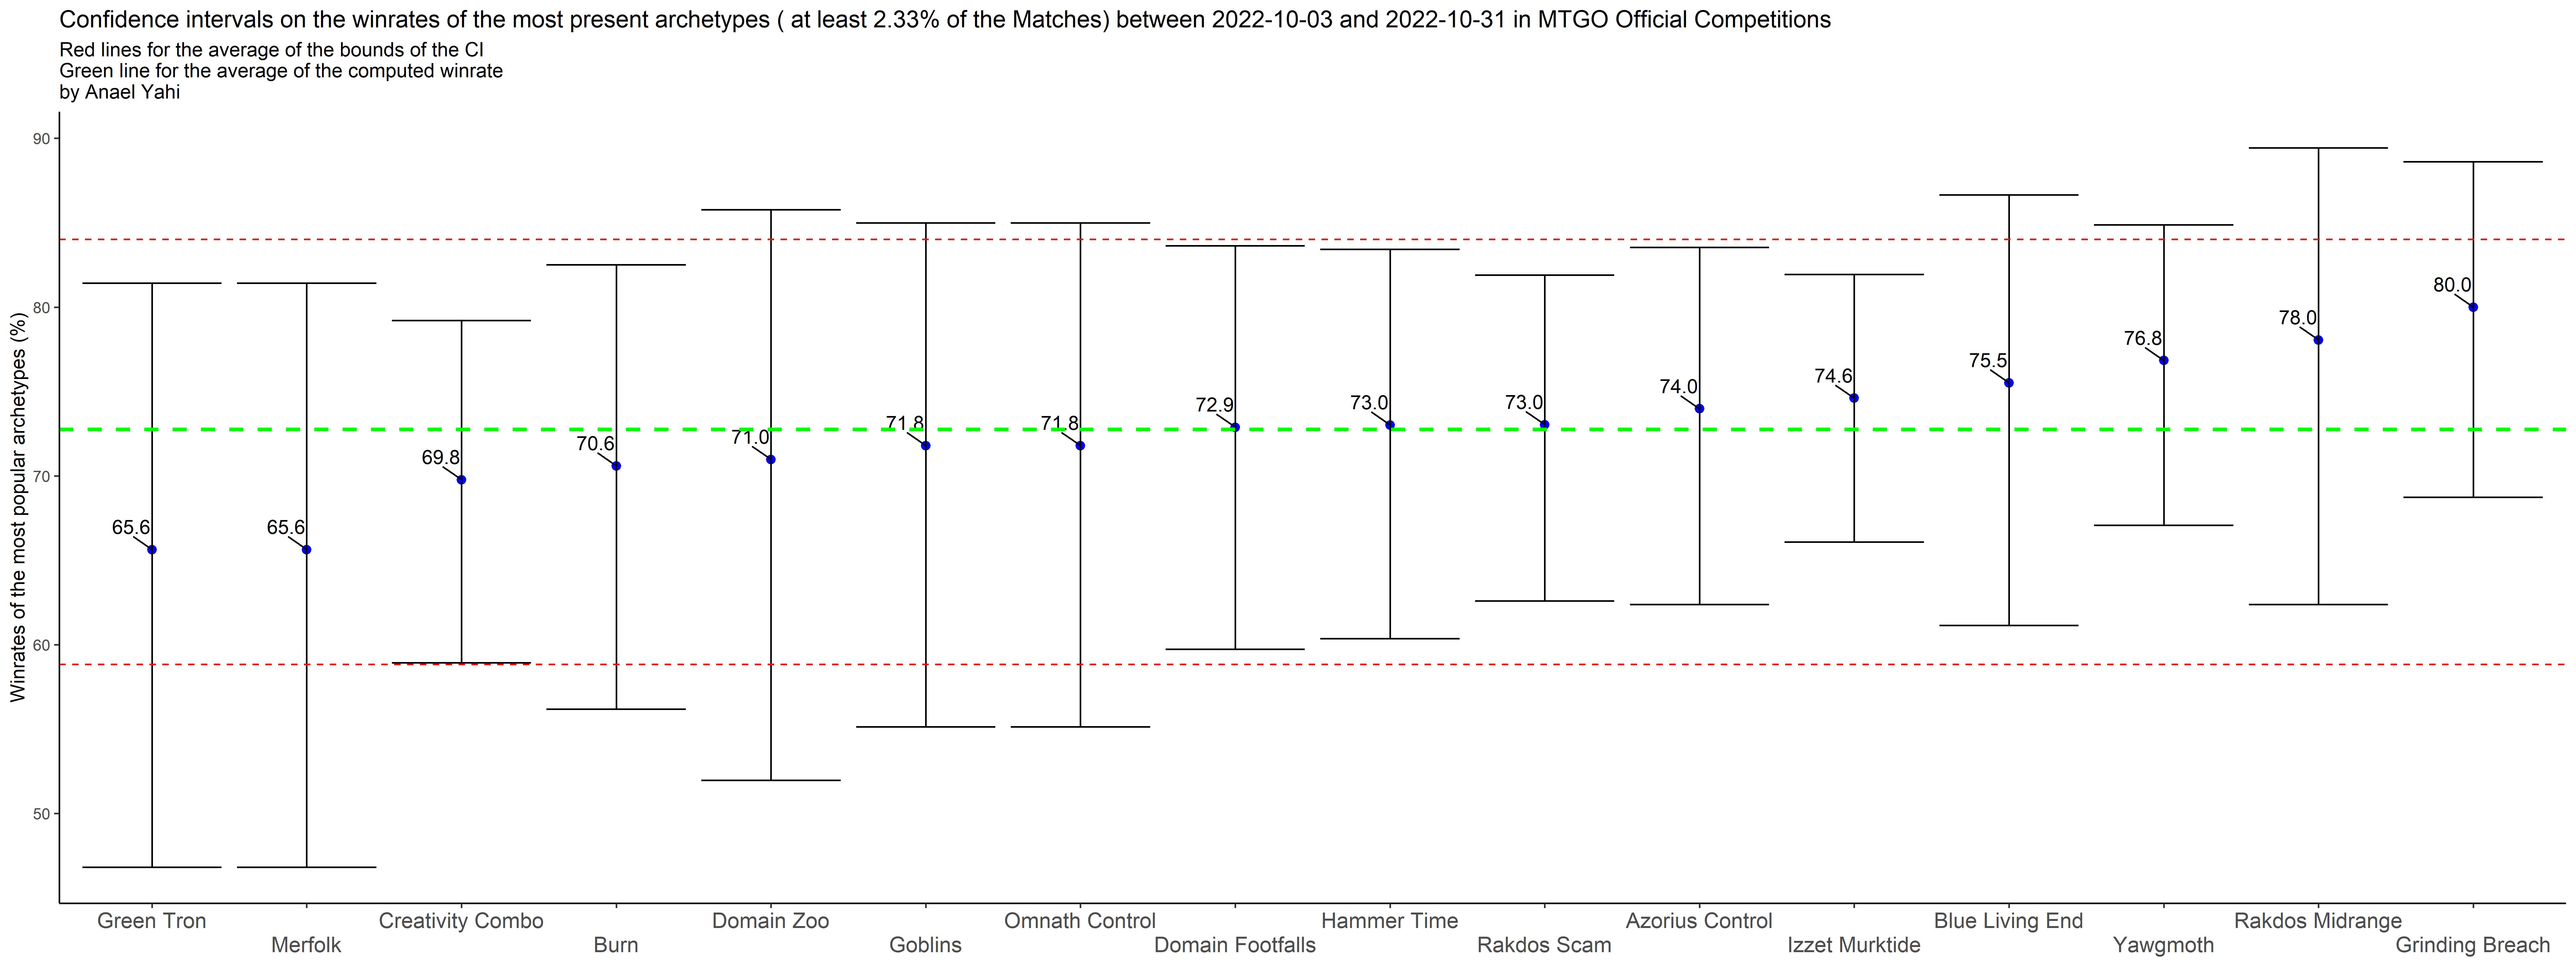 Confidence intervals on the winrates of the most present archetypes ( at least 2.33% of the Matches) between 2022-10-03 and 2022-10-31 in MTGO Official Competitions
Red lines for the average of the bounds of the CI
Green line for the average of the computed winrate
by Anael Yahi
Winrates of the most popular archetypes (%)
90
80
70
60
50
65.6
65.6
69.8
70.6
71.0
71.8
71.8
72.9
73.0
73.0
74.0
74.6
75.5
76.8
78.0
80.0
Green Tron
Merfolk
Creativity Combo
Burn
Domain Zoo
Goblins
Omnath Control
Domain Footfalls
Hammer Time
Rakdos Scam
Azorius Control
Izzet Murktide
Blue Living End
Yawgmoth
Rakdos Midrange
Grinding Breach